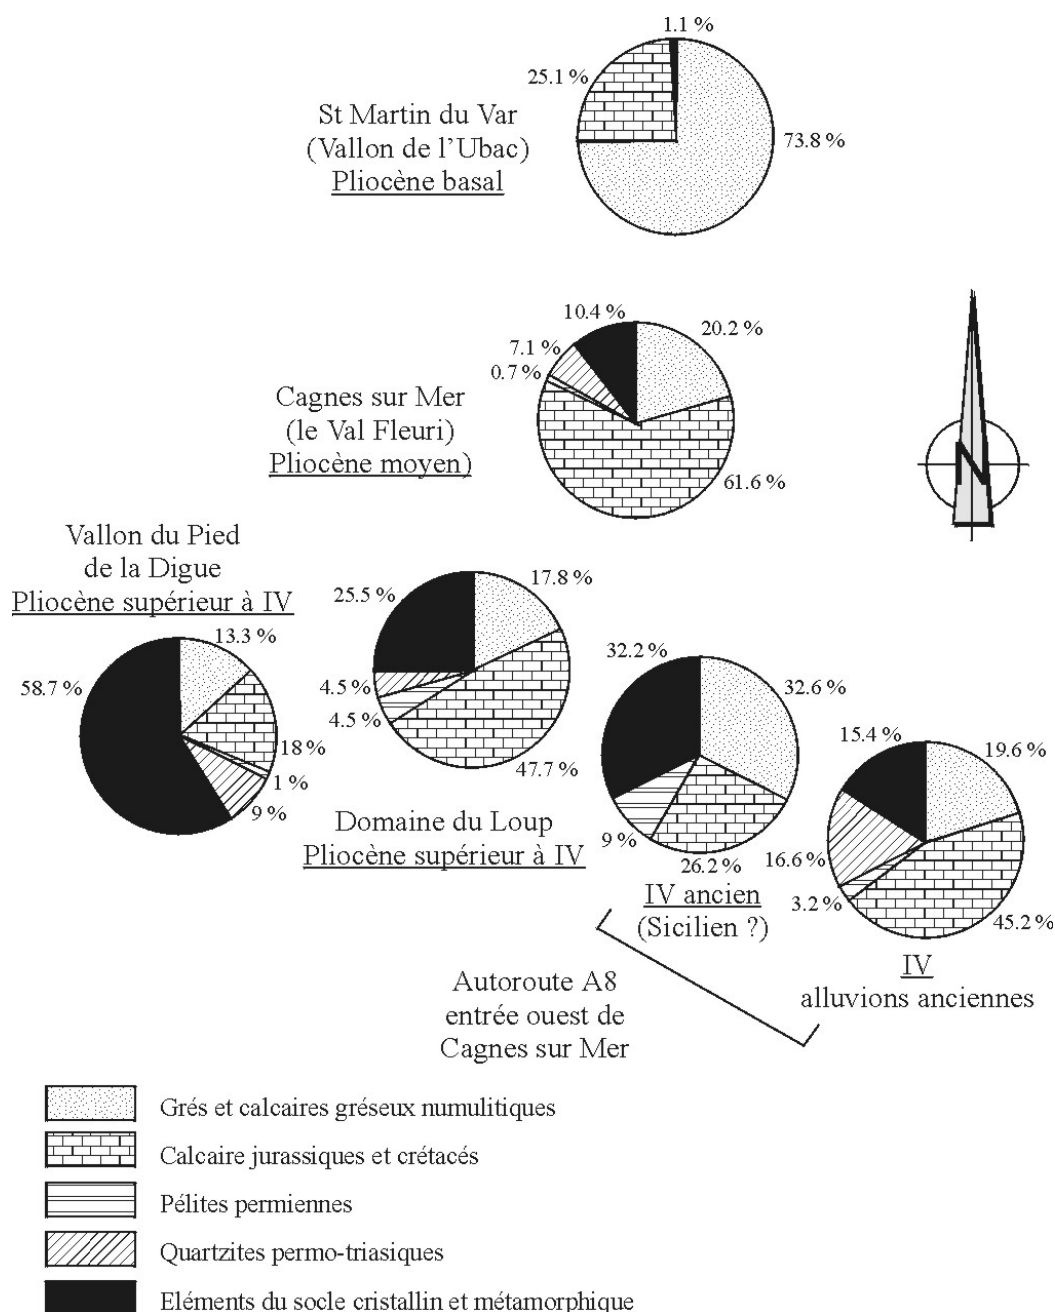 1.1 %
25.1 %
73.8 %
St Martin du Var
(Vallon de l'Ubac)
Pliocène basal
10.4 %
20.2 %
7.1 %
0.7 %
61.6 %
Cagnes sur Mer
(le Val Fleuri)
Pliocène moyen)
N
Vallon du Pied
de la Digue
Pliocène supérieur à IV
13.3 %
58.7 %
18 %
1 %
9 %
25.5 %
17.8 %
4.5 %
4.5 %
47.7 %
Domaine du Loup
Pliocène supérieur à IV
32.2 %
32.6 %
9 %
26.2 %
IV ancien
(Sicilien ?)
15.4 %
19.6 %
16.6 %
3.2 %
45.2 %
IV
alluvions anciennes
Autoroute A8
entrée ouest de
Cagnes sur Mer
Grés et calcaires gréseux numulitiques
Calcaire jurassiques et crétacés
Pélites permiennes
Quartzites permo-triasiques
Eléments du socle cristallin et métamorphique